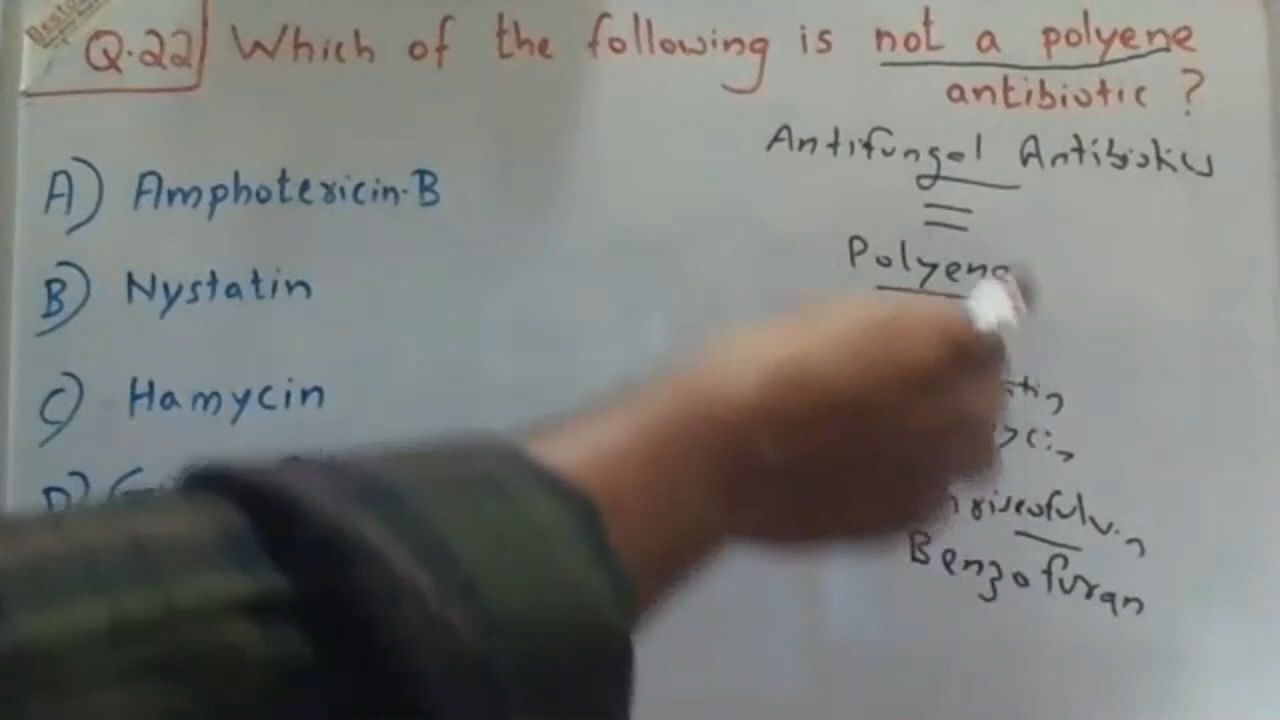 Q.22 Which of the following is not a polyene
antibiotic ?
Antifungal Antibiotics
A) Amphotericin-B
Polyene
B) Nystatin
C) Hamycin
D)
Benzofuran